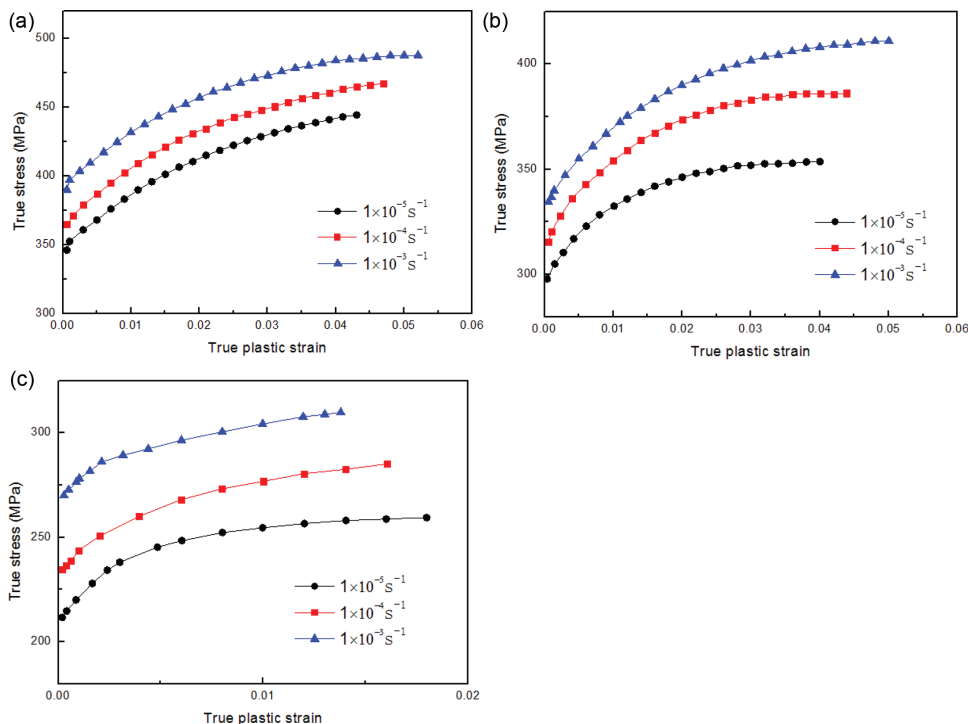 (a)
True stress (MPa)
500
450
400
350
300
0.00 0.01 0.02 0.03 0.04 0.05 0.06
True plastic strain
1×10⁻⁵S⁻¹
1×10⁻⁴S⁻¹
1×10⁻³S⁻¹
(b)
True stress (MPa)
400
350
300
0.00 0.01 0.02 0.03 0.04 0.05 0.06
True plastic strain
1×10⁻⁵S⁻¹
1×10⁻⁴S⁻¹
1×10⁻³S⁻¹
(c)
True stress (MPa)
300
250
200
0.00 0.01 0.02
True plastic strain
1×10⁻⁵S⁻¹
1×10⁻⁴S⁻¹
1×10⁻³S⁻¹